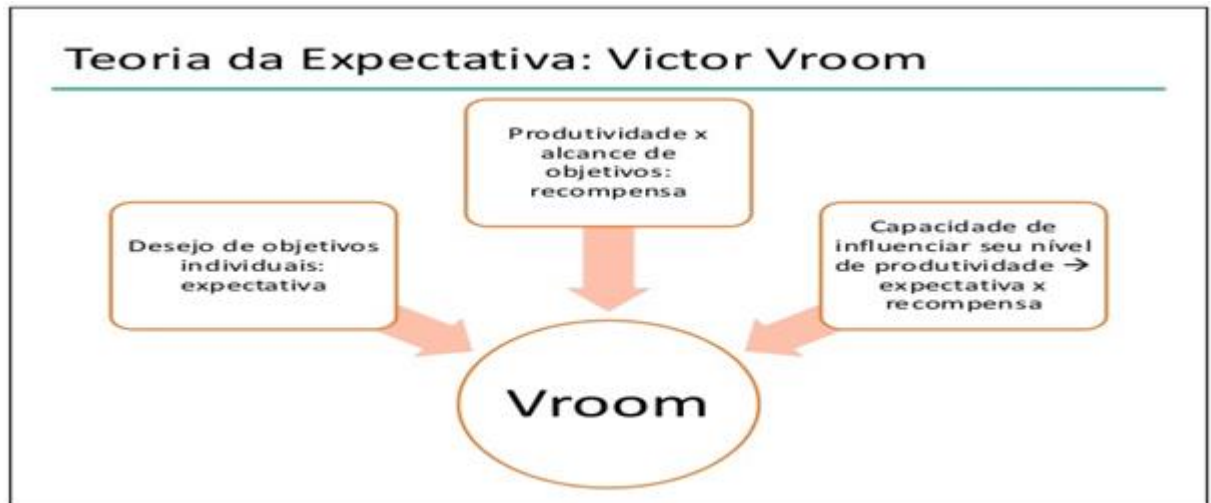 Teoria da Expectativa: Victor Vroom
Produtividade x
alcance de
objetivos:
recompensa
Desejo de objetivos
individuais:
expectativa
Capacidade de
influenciar seu nível
de produtividade →
expectativa x
recompensa
Vroom